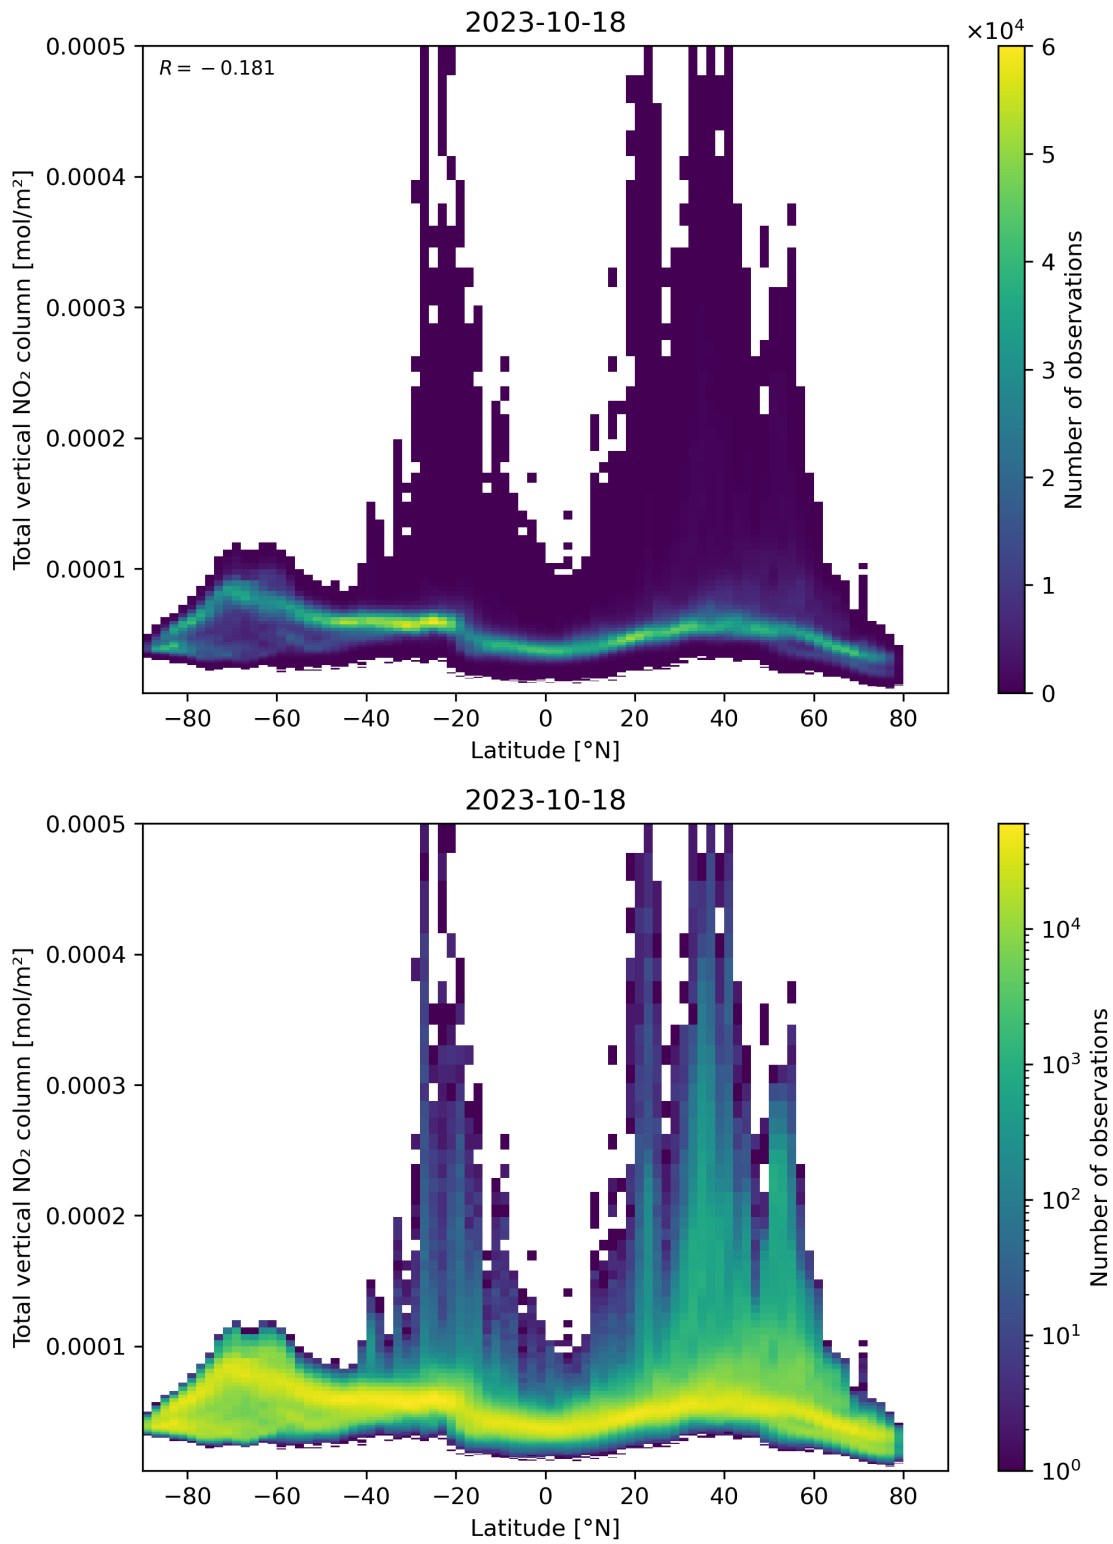 2023-10-18
×10⁴
R = −0.181
0.0005
0.0004
0.0003
0.0002
0.0001
Total vertical NO₂ column [mol/m²]
−80 −60 −40 −20 0 20 40 60 80
Latitude [°N]
6
5
4
3
2
1
0
Number of observations
2023-10-18
0.0005
0.0004
0.0003
0.0002
0.0001
Total vertical NO₂ column [mol/m²]
−80 −60 −40 −20 0 20 40 60 80
Latitude [°N]
10⁴
10³
10²
10¹
10⁰
Number of observations